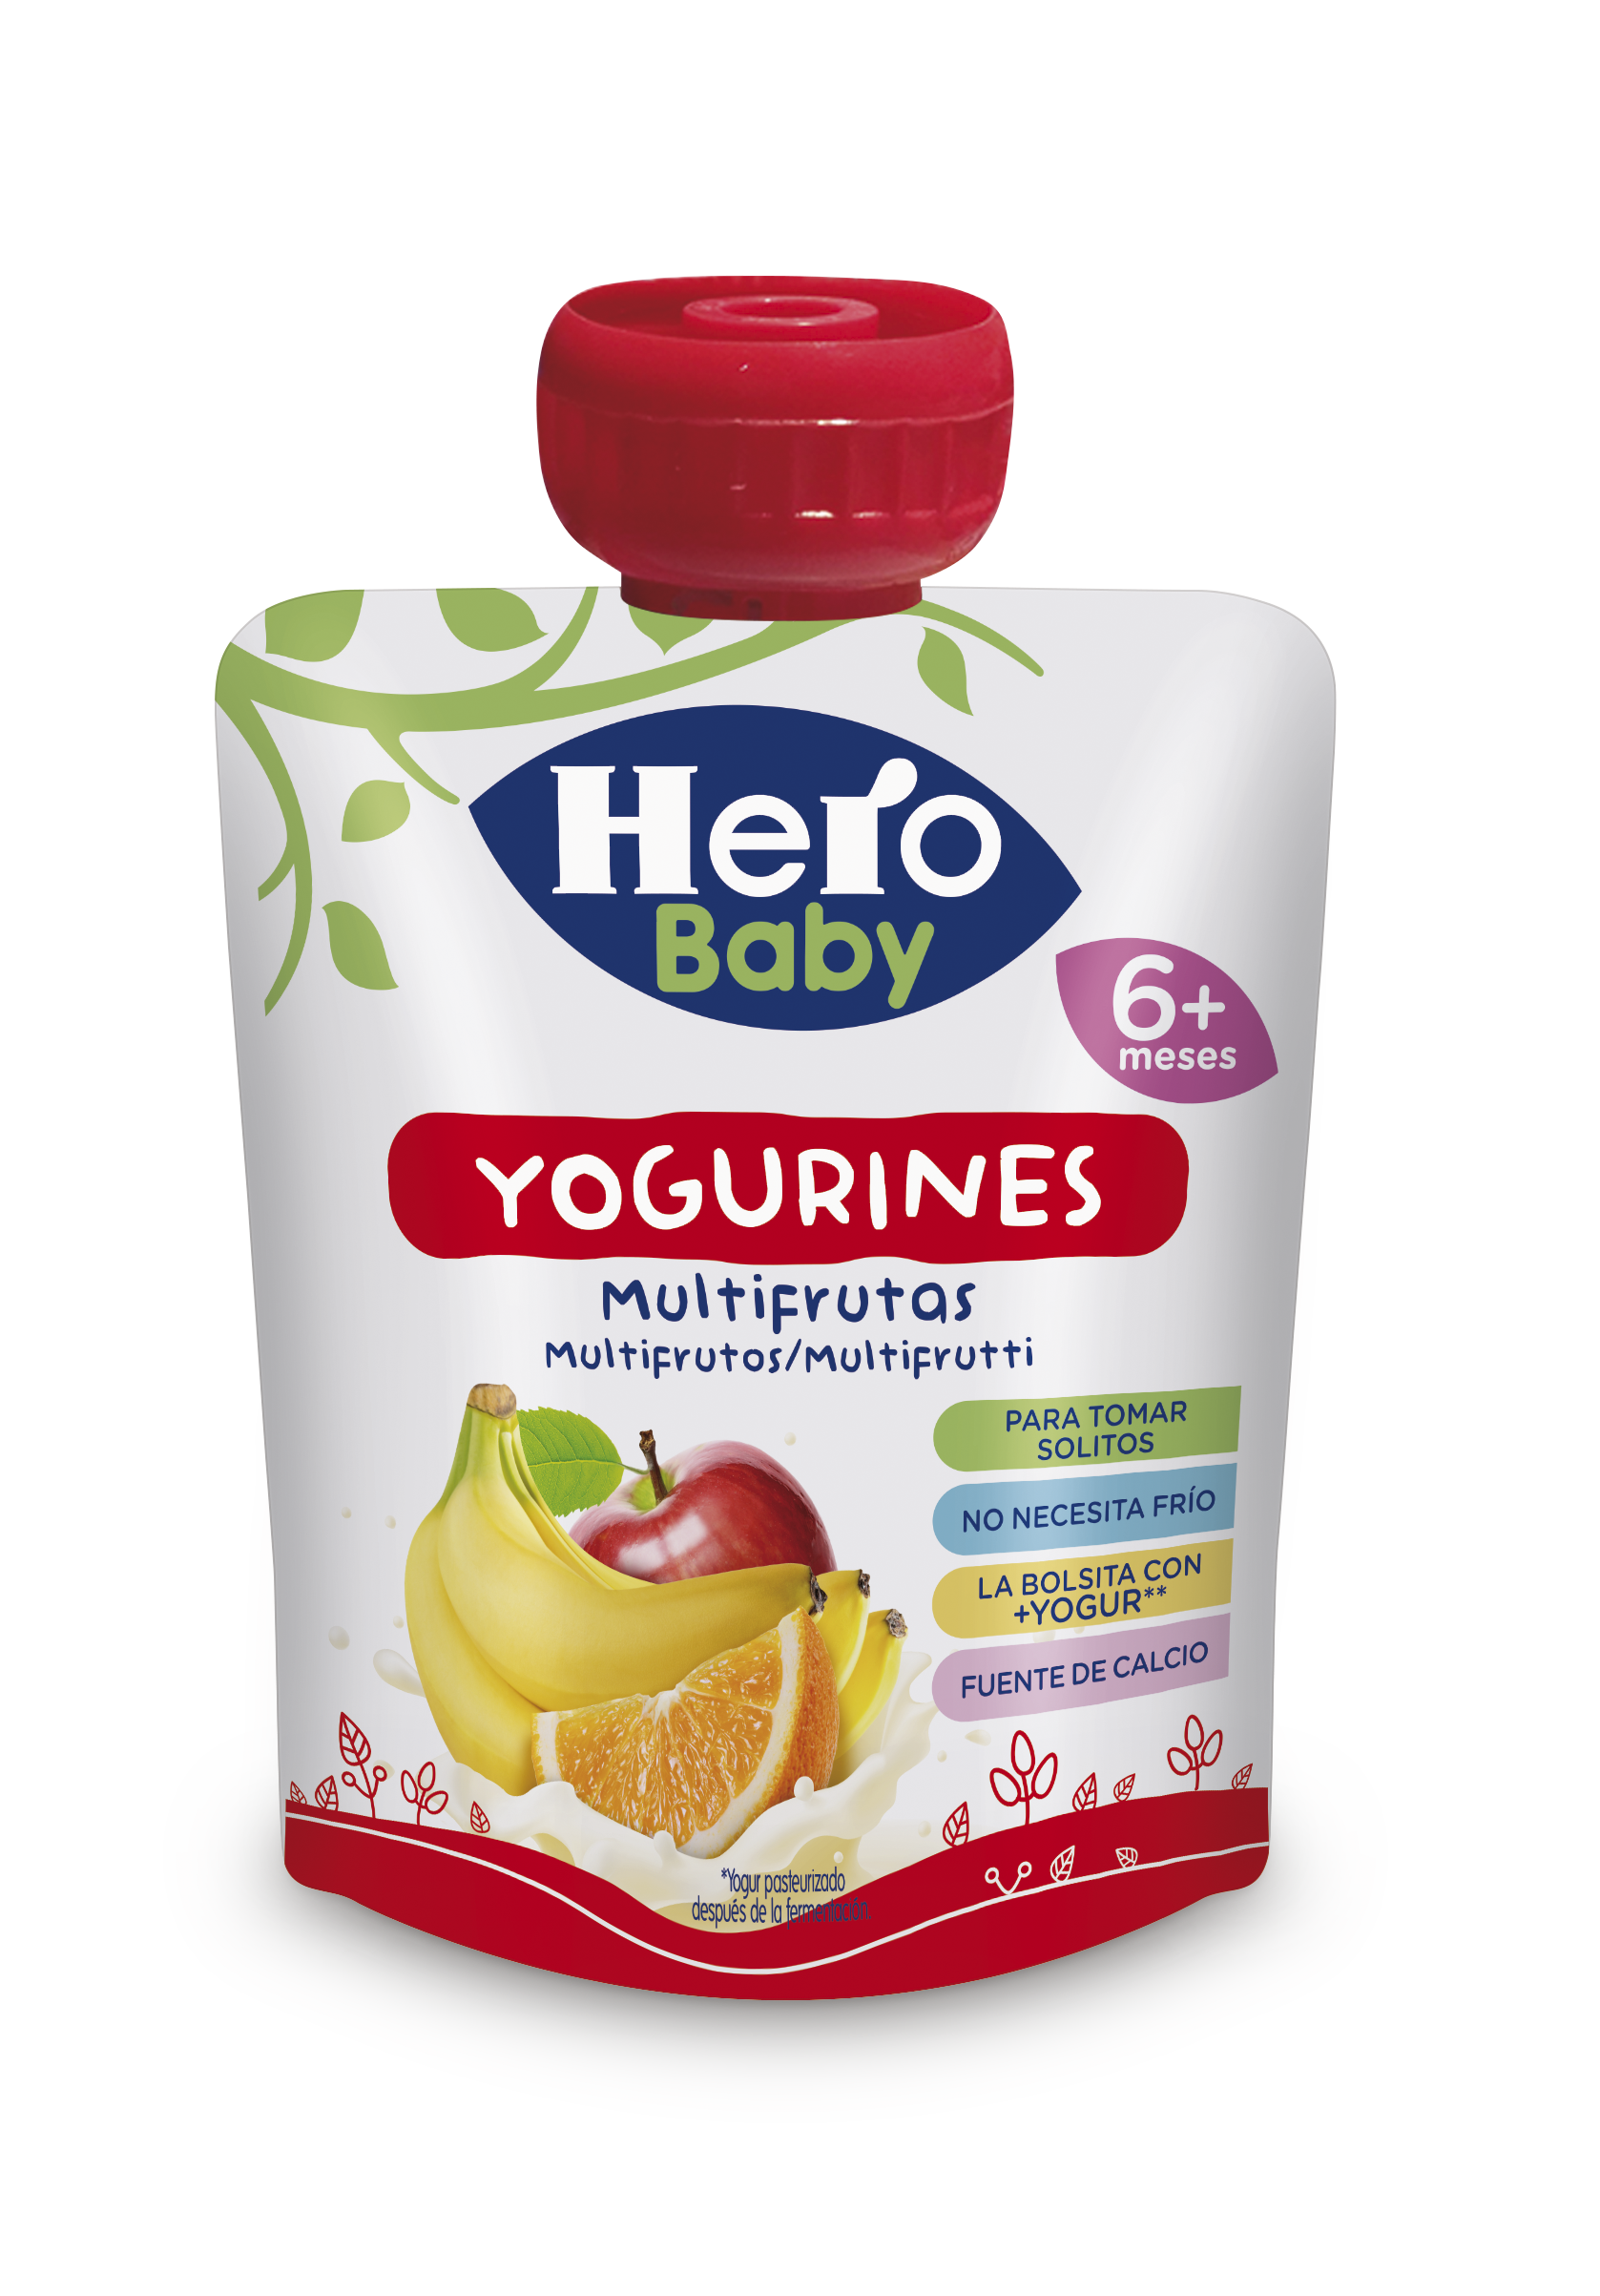 Hero
Baby
6+
meses
YOGURINES
Multifrutas
Multifrutos/Multifrutti
PARA TOMAR
SOLITOS
NO NECESITA FRÍO
LA BOLSITA CON
+YOGUR**
FUENTE DE CALCIO
*Yogur pasteurizado
después de la fermentación.